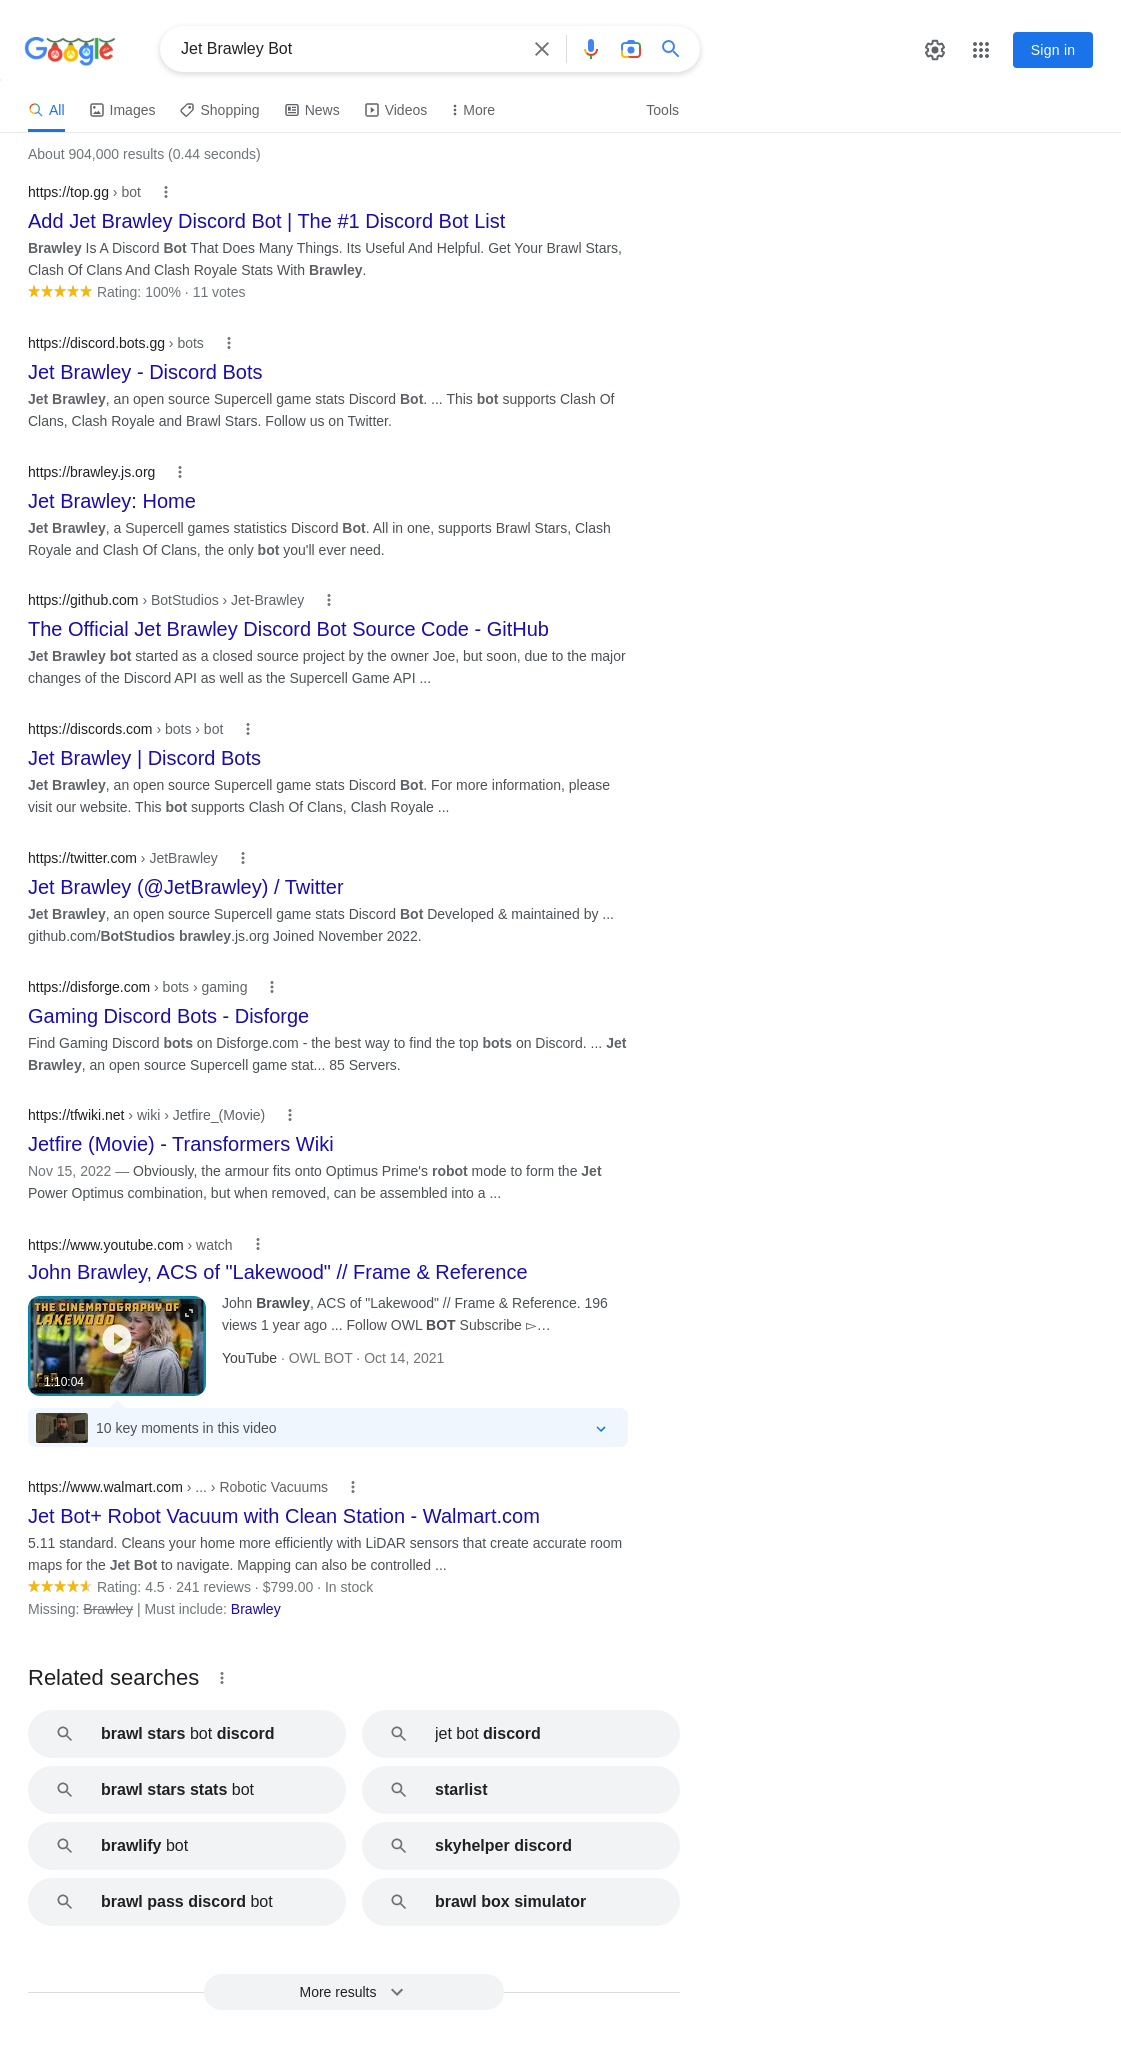 Google
Jet Brawley Bot
Sign in
All
Images
Shopping
News
Videos
More
Tools
About 904,000 results (0.44 seconds)
https://top.gg › bot
Add Jet Brawley Discord Bot | The #1 Discord Bot List
Brawley Is A Discord Bot That Does Many Things. Its Useful And Helpful. Get Your Brawl Stars,
Clash Of Clans And Clash Royale Stats With Brawley.
Rating: 100% · 11 votes
https://discord.bots.gg › bots
Jet Brawley - Discord Bots
Jet Brawley, an open source Supercell game stats Discord Bot. ... This bot supports Clash Of
Clans, Clash Royale and Brawl Stars. Follow us on Twitter.
https://brawley.js.org
Jet Brawley: Home
Jet Brawley, a Supercell games statistics Discord Bot. All in one, supports Brawl Stars, Clash
Royale and Clash Of Clans, the only bot you'll ever need.
https://github.com › BotStudios › Jet-Brawley
The Official Jet Brawley Discord Bot Source Code - GitHub
Jet Brawley bot started as a closed source project by the owner Joe, but soon, due to the major
changes of the Discord API as well as the Supercell Game API ...
https://discords.com › bots › bot
Jet Brawley | Discord Bots
Jet Brawley, an open source Supercell game stats Discord Bot. For more information, please
visit our website. This bot supports Clash Of Clans, Clash Royale ...
https://twitter.com › JetBrawley
Jet Brawley (@JetBrawley) / Twitter
Jet Brawley, an open source Supercell game stats Discord Bot Developed & maintained by ...
github.com/BotStudios brawley.js.org Joined November 2022.
https://disforge.com › bots › gaming
Gaming Discord Bots - Disforge
Find Gaming Discord bots on Disforge.com - the best way to find the top bots on Discord. ... Jet
Brawley, an open source Supercell game stat... 85 Servers.
https://tfwiki.net › wiki › Jetfire_(Movie)
Jetfire (Movie) - Transformers Wiki
Nov 15, 2022 — Obviously, the armour fits onto Optimus Prime's robot mode to form the Jet
Power Optimus combination, but when removed, can be assembled into a ...
https://www.youtube.com › watch
John Brawley, ACS of "Lakewood" // Frame & Reference
THE CINEMATOGRAPHY OF
LAKEWOOD
1:10:04
John Brawley, ACS of "Lakewood" // Frame & Reference. 196
views 1 year ago ... Follow OWL BOT Subscribe ▻…
YouTube · OWL BOT · Oct 14, 2021
10 key moments in this video
https://www.walmart.com › ... › Robotic Vacuums
Jet Bot+ Robot Vacuum with Clean Station - Walmart.com
5.11 standard. Cleans your home more efficiently with LiDAR sensors that create accurate room
maps for the Jet Bot to navigate. Mapping can also be controlled ...
Rating: 4.5 · 241 reviews · $799.00 · In stock
Missing: Brawley | Must include: Brawley
Related searches
brawl stars bot discord
jet bot discord
brawl stars stats bot
starlist
brawlify bot
skyhelper discord
brawl pass discord bot
brawl box simulator
More results